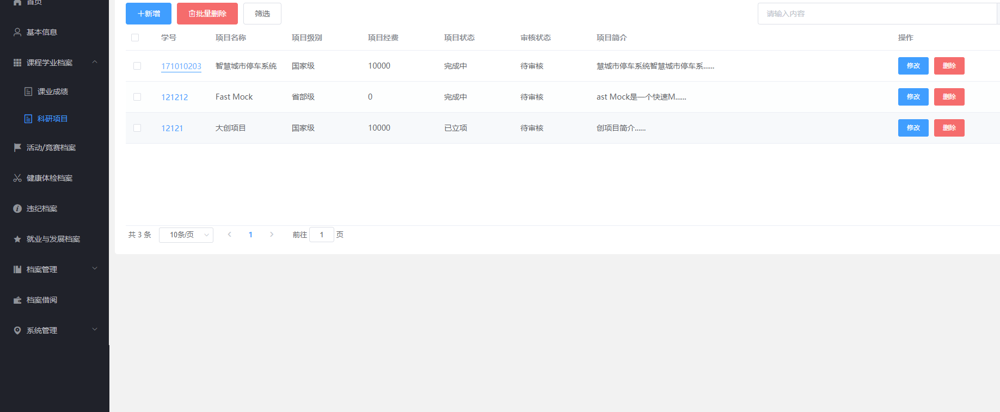 首页
基本信息
课程学业档案
课业成绩
科研项目
活动/竞赛档案
健康体检档案
违纪档案
就业与发展档案
档案管理
档案借阅
系统管理
新增 批量删除 筛选 请输入内容
学号 项目名称 项目级别 项目经费 项目状态 审核状态 项目简介 操作
171010203 智慧城市停车系统 国家级 10000 完成中 待审核 慧城市停车系统智慧城市停车系...... 修改 删除
121212 Fast Mock 省部级 0 完成中 待审核 ast Mock是一个快速M...... 修改 删除
12121 大创项目 国家级 10000 已立项 待审核 创项目简介...... 修改 删除
共 3 条 10条/页 1 前往 1 页